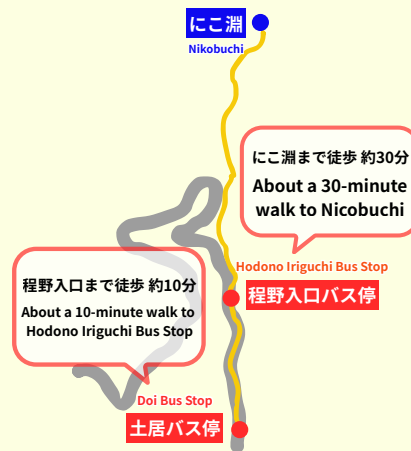 にこ淵
Nikobuchi
にこ淵まで徒歩 約30分
About a 30-minute
walk to Nicobuchi
Hodono Iriguchi Bus Stop
程野入口バス停
程野入口まで徒歩 約10分
About a 10-minute walk to
Hodono Iriguchi Bus Stop
Doi Bus Stop
土居バス停